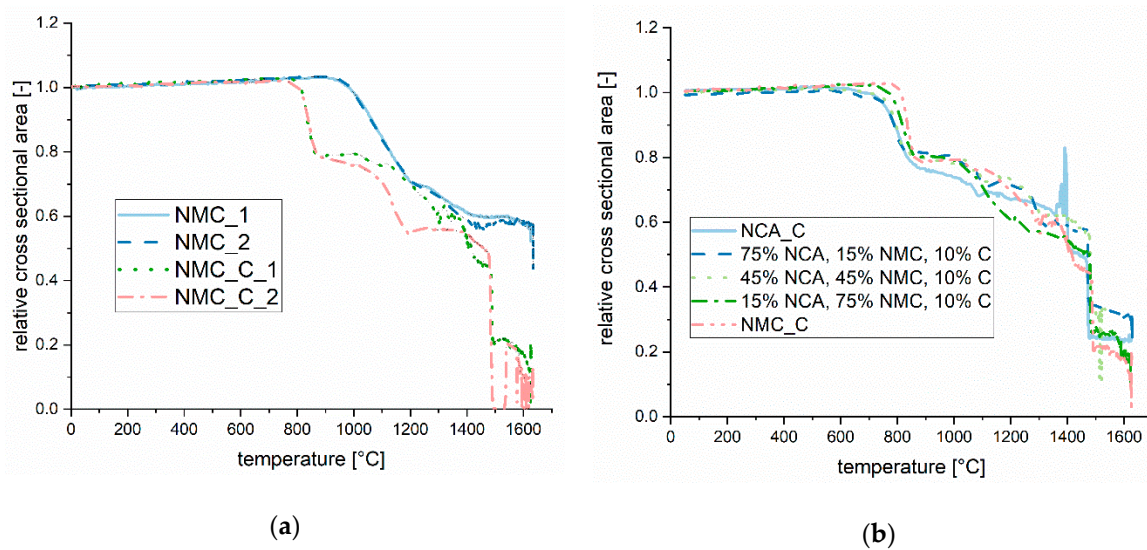 1.2
1.0
0.8
0.6
0.4
0.2
0.0
relative cross sectional area [-]
NMC_1
NMC_2
NMC_C_1
NMC_C_2
0 200 400 600 800 1000 1200 1400 1600
temperature [°C]
(a)
1.2
1.0
0.8
0.6
0.4
0.2
0.0
relative cross sectional area [-]
NCA_C
75% NCA, 15% NMC, 10% C
45% NCA, 45% NMC, 10% C
15% NCA, 75% NMC, 10% C
NMC_C
0 200 400 600 800 1000 1200 1400 1600
temperature [°C]
(b)